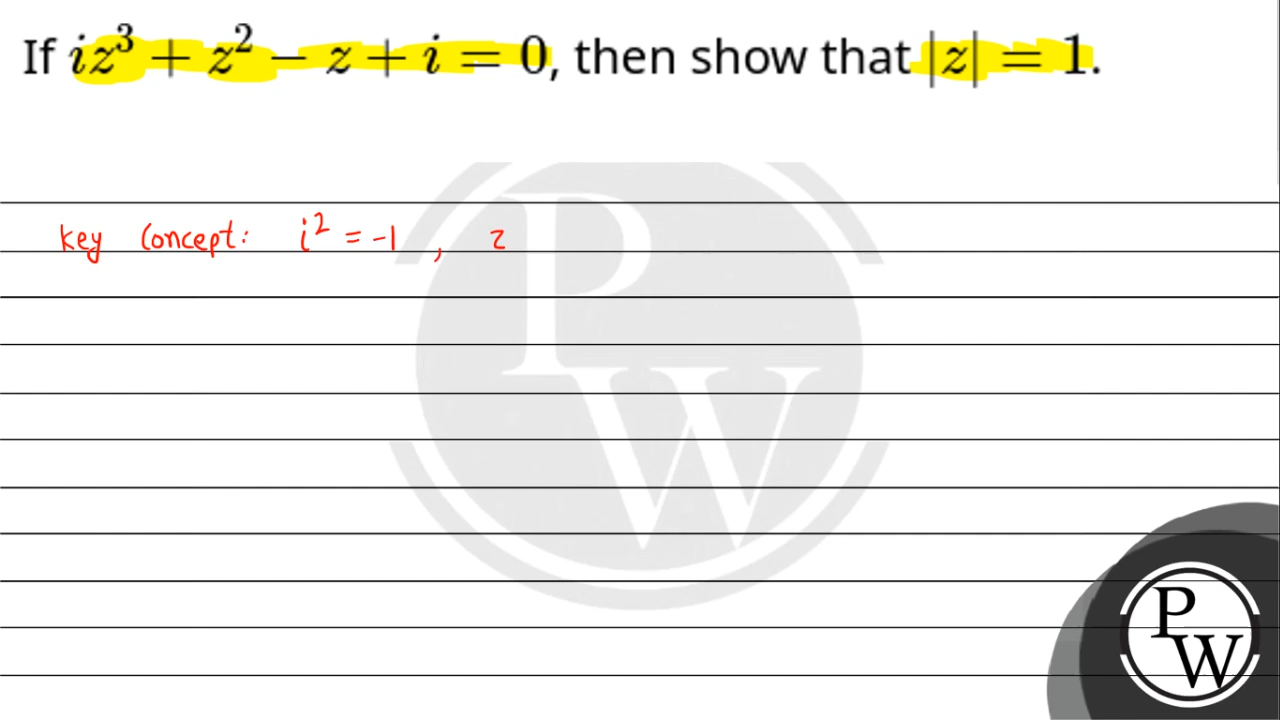 If iz³ + z² − z + i = 0, then show that |z| = 1.
Key Concept: i² = -1 , z
P
W
P
W